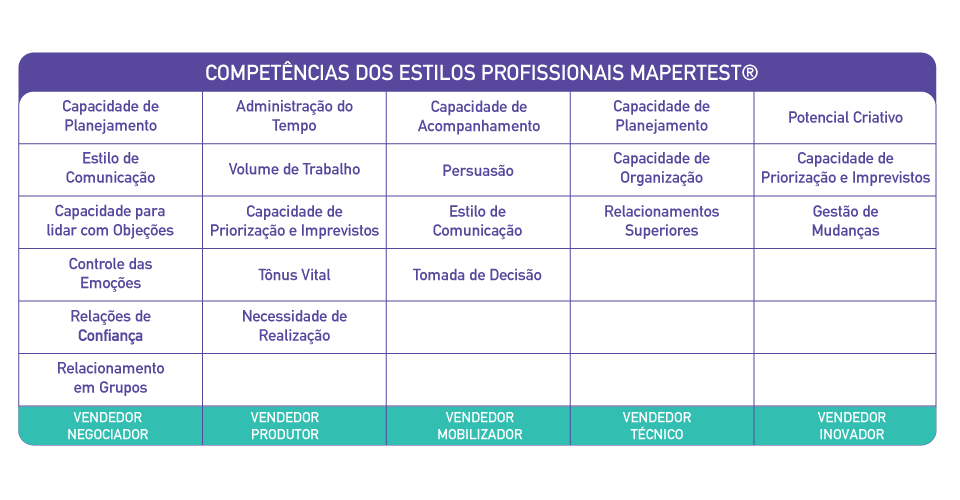 COMPETÊNCIAS DOS ESTILOS PROFISSIONAIS MAPERTEST®
Capacidade de
Planejamento
Administração do
Tempo
Capacidade de
Acompanhamento
Capacidade de
Planejamento
Potencial Criativo
Estilo de
Comunicação
Volume de Trabalho
Persuasão
Capacidade de
Organização
Capacidade de
Priorização e Imprevistos
Capacidade para
lidar com Objeções
Capacidade de
Priorização e Imprevistos
Estilo de
Comunicação
Relacionamentos
Superiores
Gestão de
Mudanças
Controle das
Emoções
Tônus Vital
Tomada de Decisão
Relações de
Confiança
Necessidade de
Realização
Relacionamento
em Grupos
VENDEDOR
NEGOCIADOR
VENDEDOR
PRODUTOR
VENDEDOR
MOBILIZADOR
VENDEDOR
TÉCNICO
VENDEDOR
INOVADOR